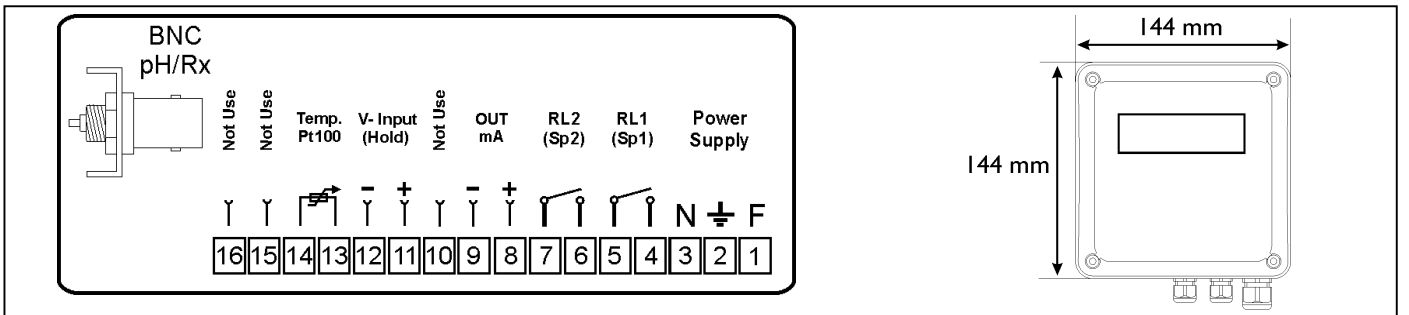 BNC
pH/Rx
Not Use
Not Use
Temp.
Pt100
V- Input
(Hold)
Not Use
OUT
mA
RL2
(Sp2)
RL1
(Sp1)
Power
Supply
- + - + N F
16 15 14 13 12 11 10 9 8 7 6 5 4 3 2 1
144 mm
144 mm